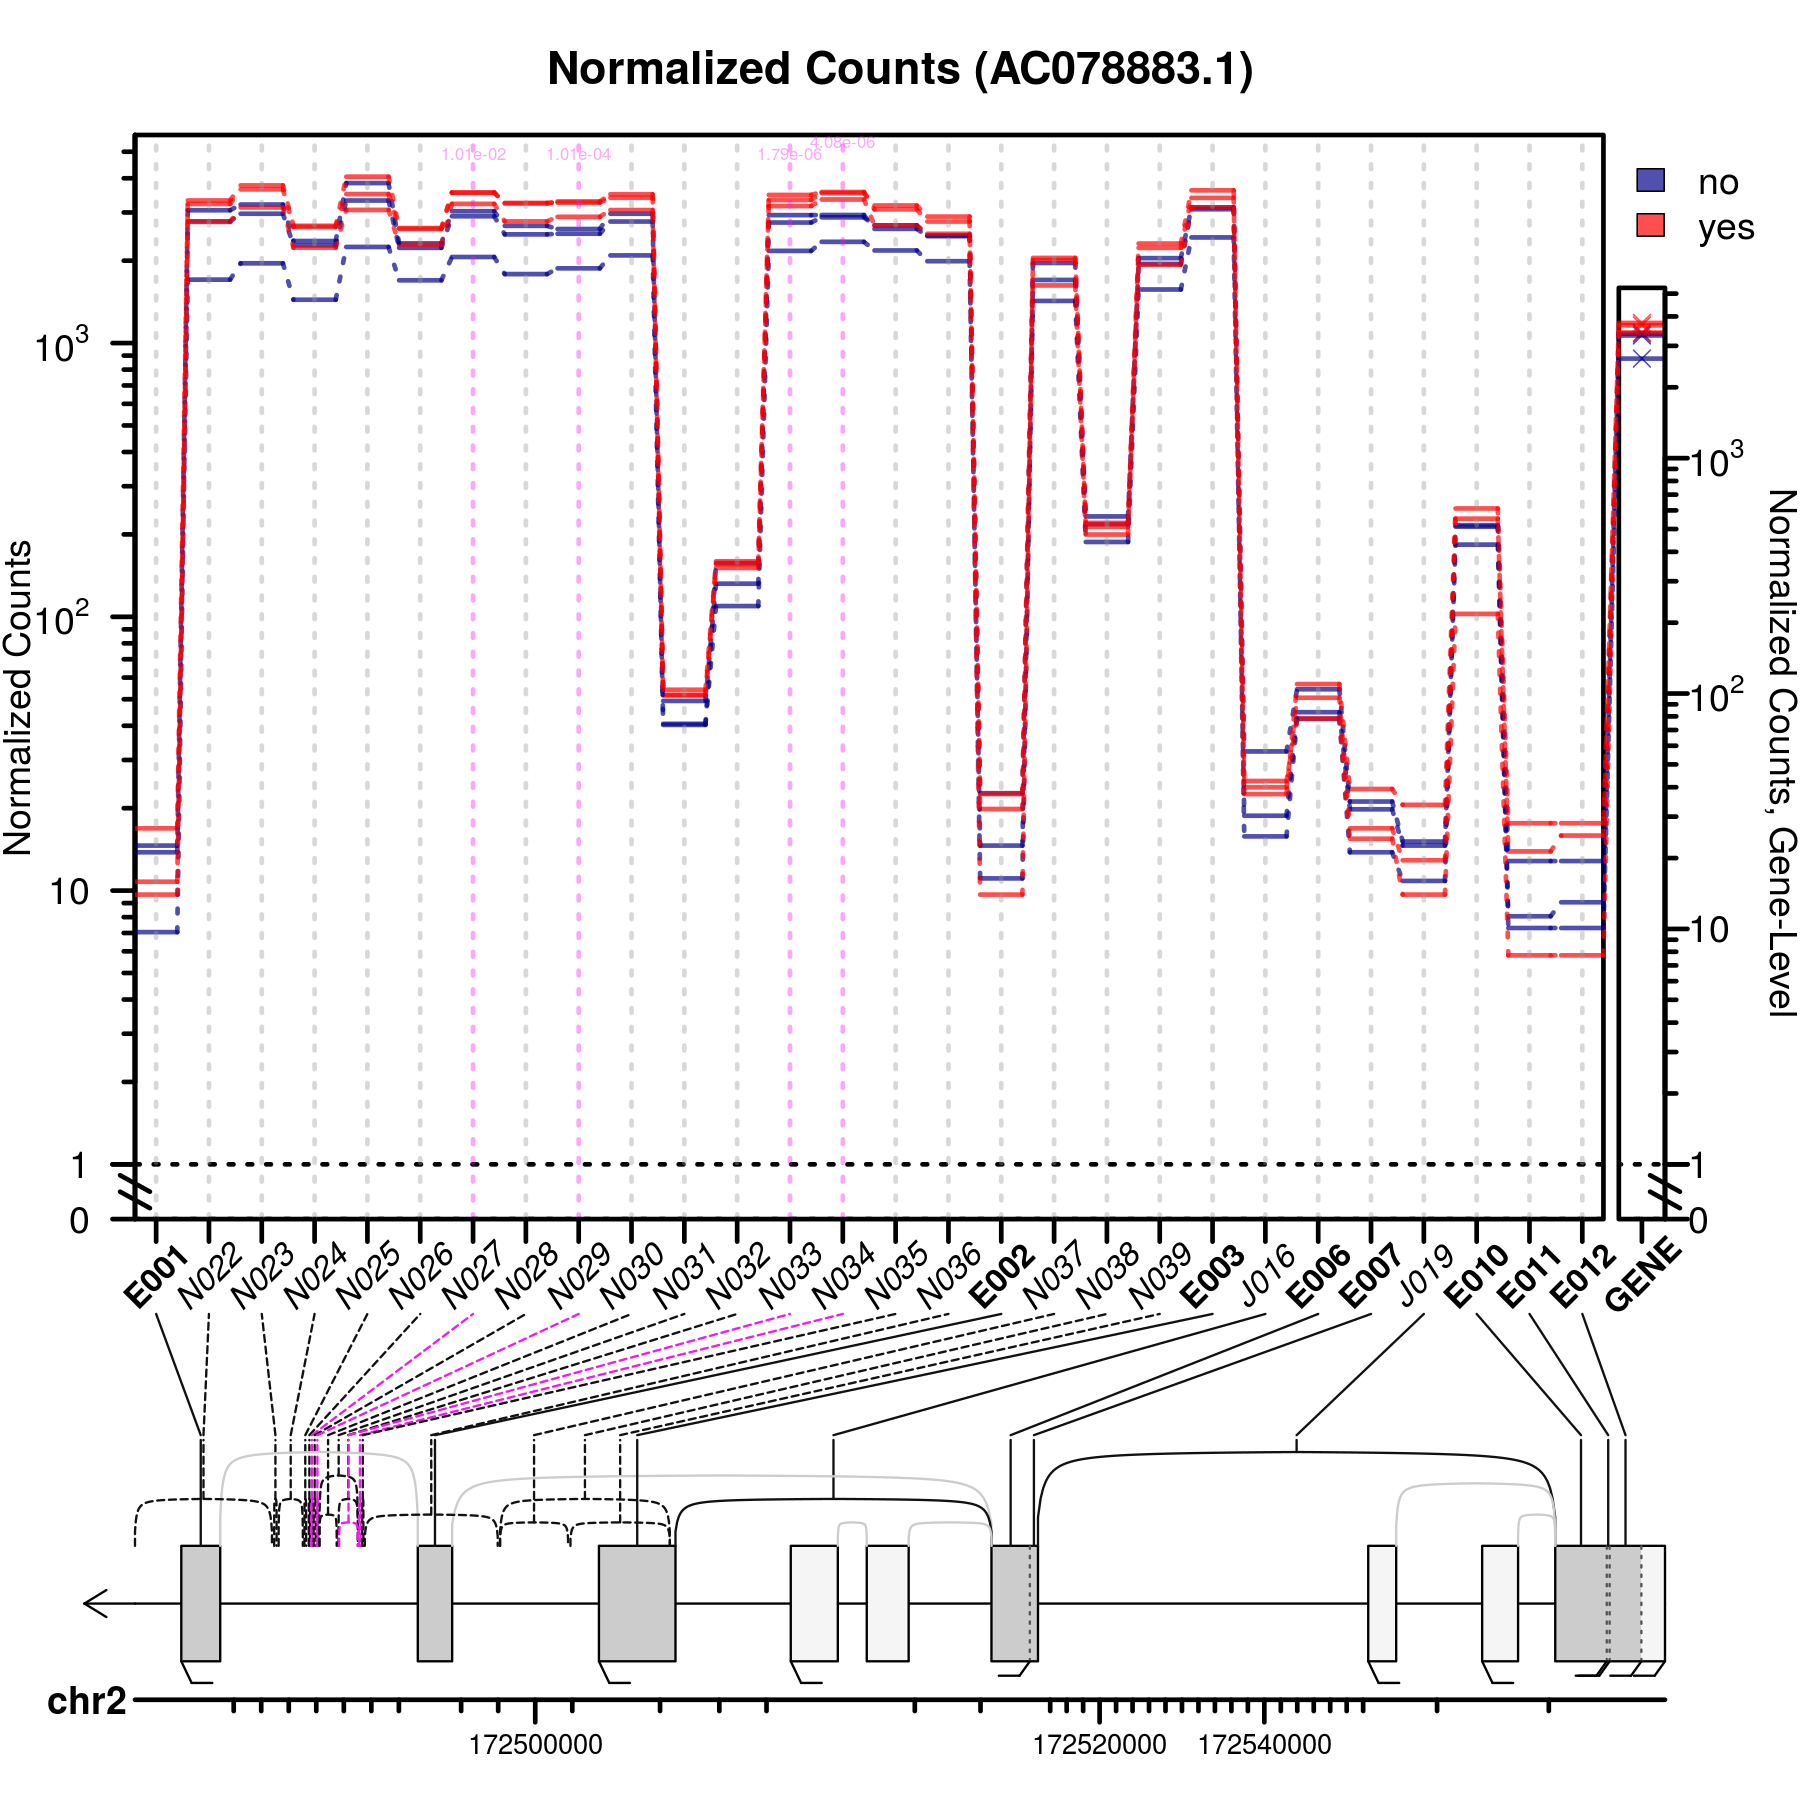 Normalized Counts (AC078883.1)
1.01e-02
1.01e-04
1.79e-06
4.08e-06
no
yes
Normalized Counts
10³
10²
10
1
0
10³
10²
10
1
0
Normalized Counts, Gene-Level
E001 N022 N023 N024 N025 N026 N027 N028 N029 N030 N031 N032 N033 N034 N035 N036 E002 N037 N038 N039 E003 J016 E006 E007 J019 E010 E011 E012 GENE
chr2
172500000 172520000 172540000